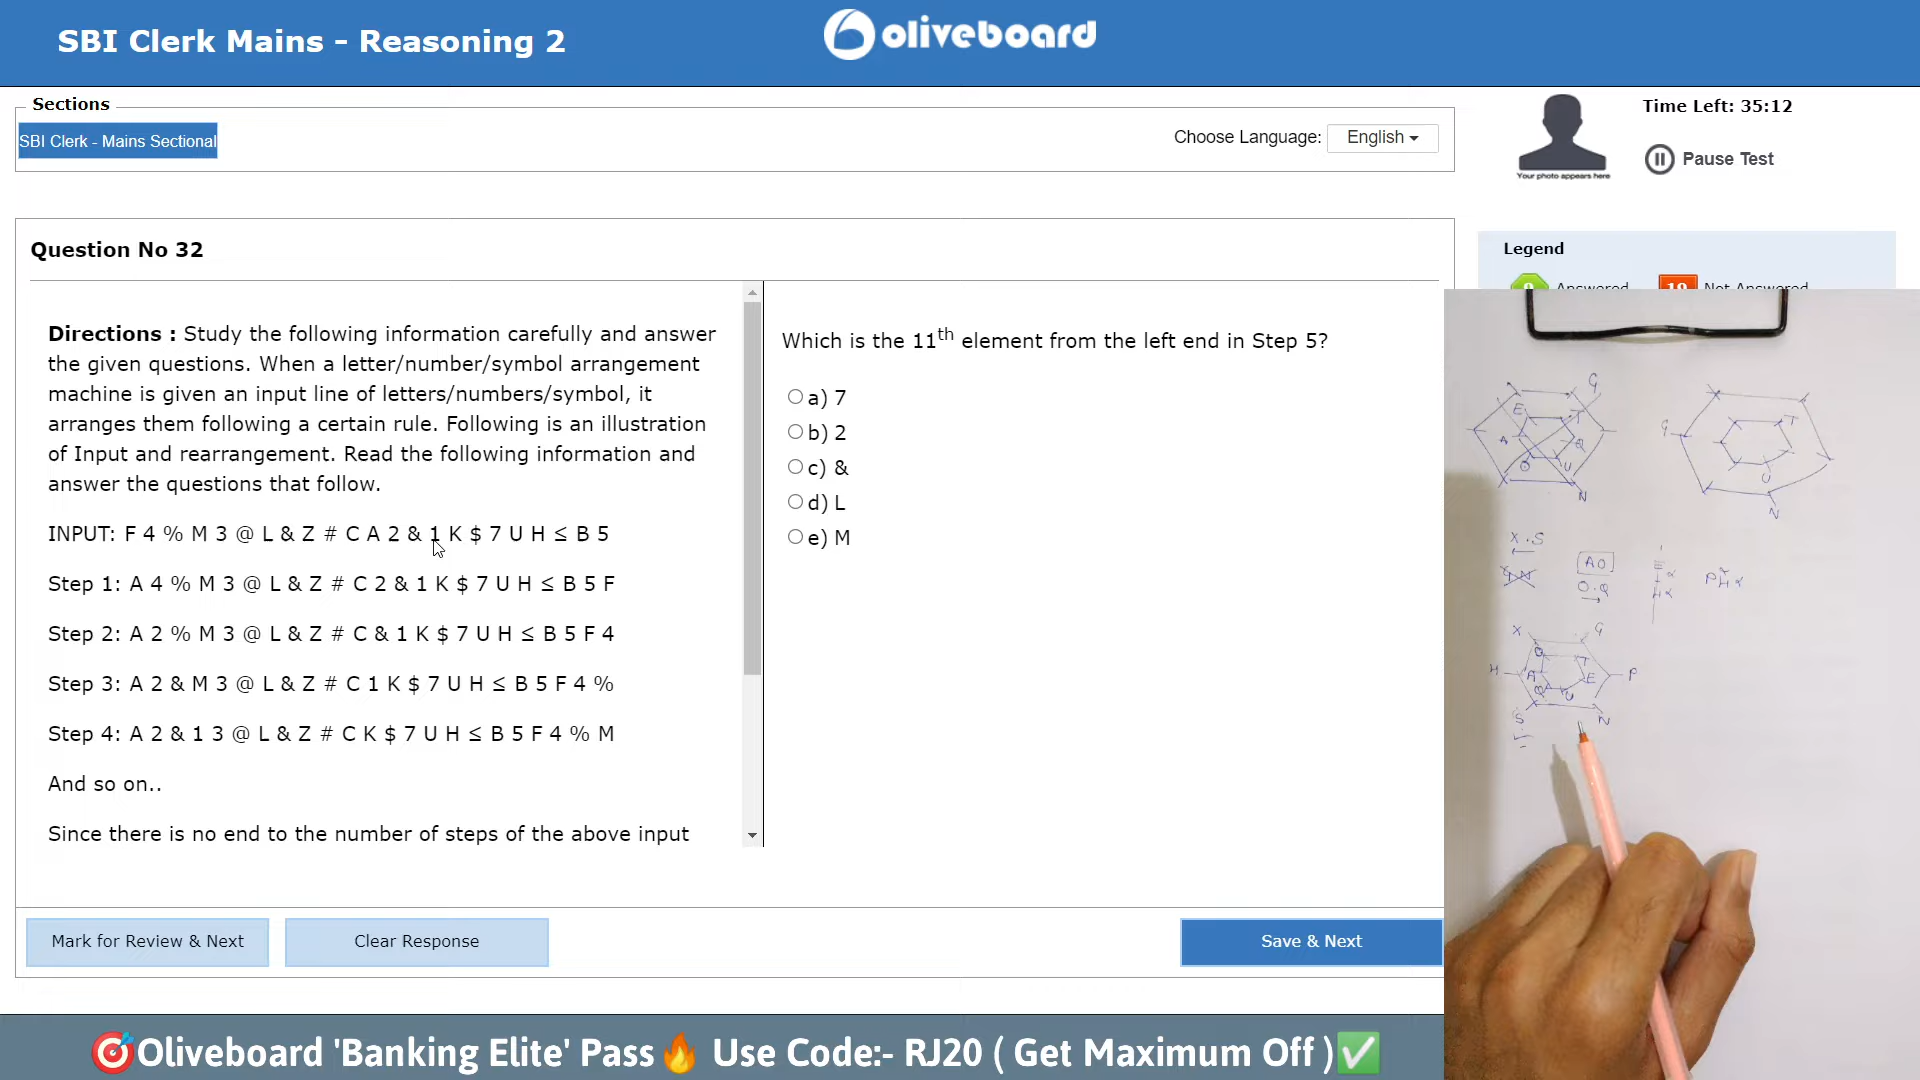 SBI Clerk Mains - Reasoning 2
oliveboard
Sections
SBI Clerk - Mains Sectional
Choose Language: English
Time Left: 35:12
Your photo appears here
Pause Test
Question No 32
Legend
9 Answered 19 Not Answered
Directions : Study the following information carefully and answer
the given questions. When a letter/number/symbol arrangement
machine is given an input line of letters/numbers/symbol, it
arranges them following a certain rule. Following is an illustration
of Input and rearrangement. Read the following information and
answer the questions that follow.
INPUT: F 4 % M 3 @ L & Z # C A 2 & 1 K $ 7 U H ≤ B 5
Step 1: A 4 % M 3 @ L & Z # C 2 & 1 K $ 7 U H ≤ B 5 F
Step 2: A 2 % M 3 @ L & Z # C & 1 K $ 7 U H ≤ B 5 F 4
Step 3: A 2 & M 3 @ L & Z # C 1 K $ 7 U H ≤ B 5 F 4 %
Step 4: A 2 & 1 3 @ L & Z # C K $ 7 U H ≤ B 5 F 4 % M
And so on..
Since there is no end to the number of steps of the above input
Which is the 11th element from the left end in Step 5?
a) 7
b) 2
c) &
d) L
e) M
G
E T
A Q
O U
N
G T
U
N
X . S
A O
O . Q
X G
T
H A E P
Q U
S N
Mark for Review & Next
Clear Response
Save & Next
Oliveboard 'Banking Elite' Pass Use Code:- RJ20 ( Get Maximum Off )